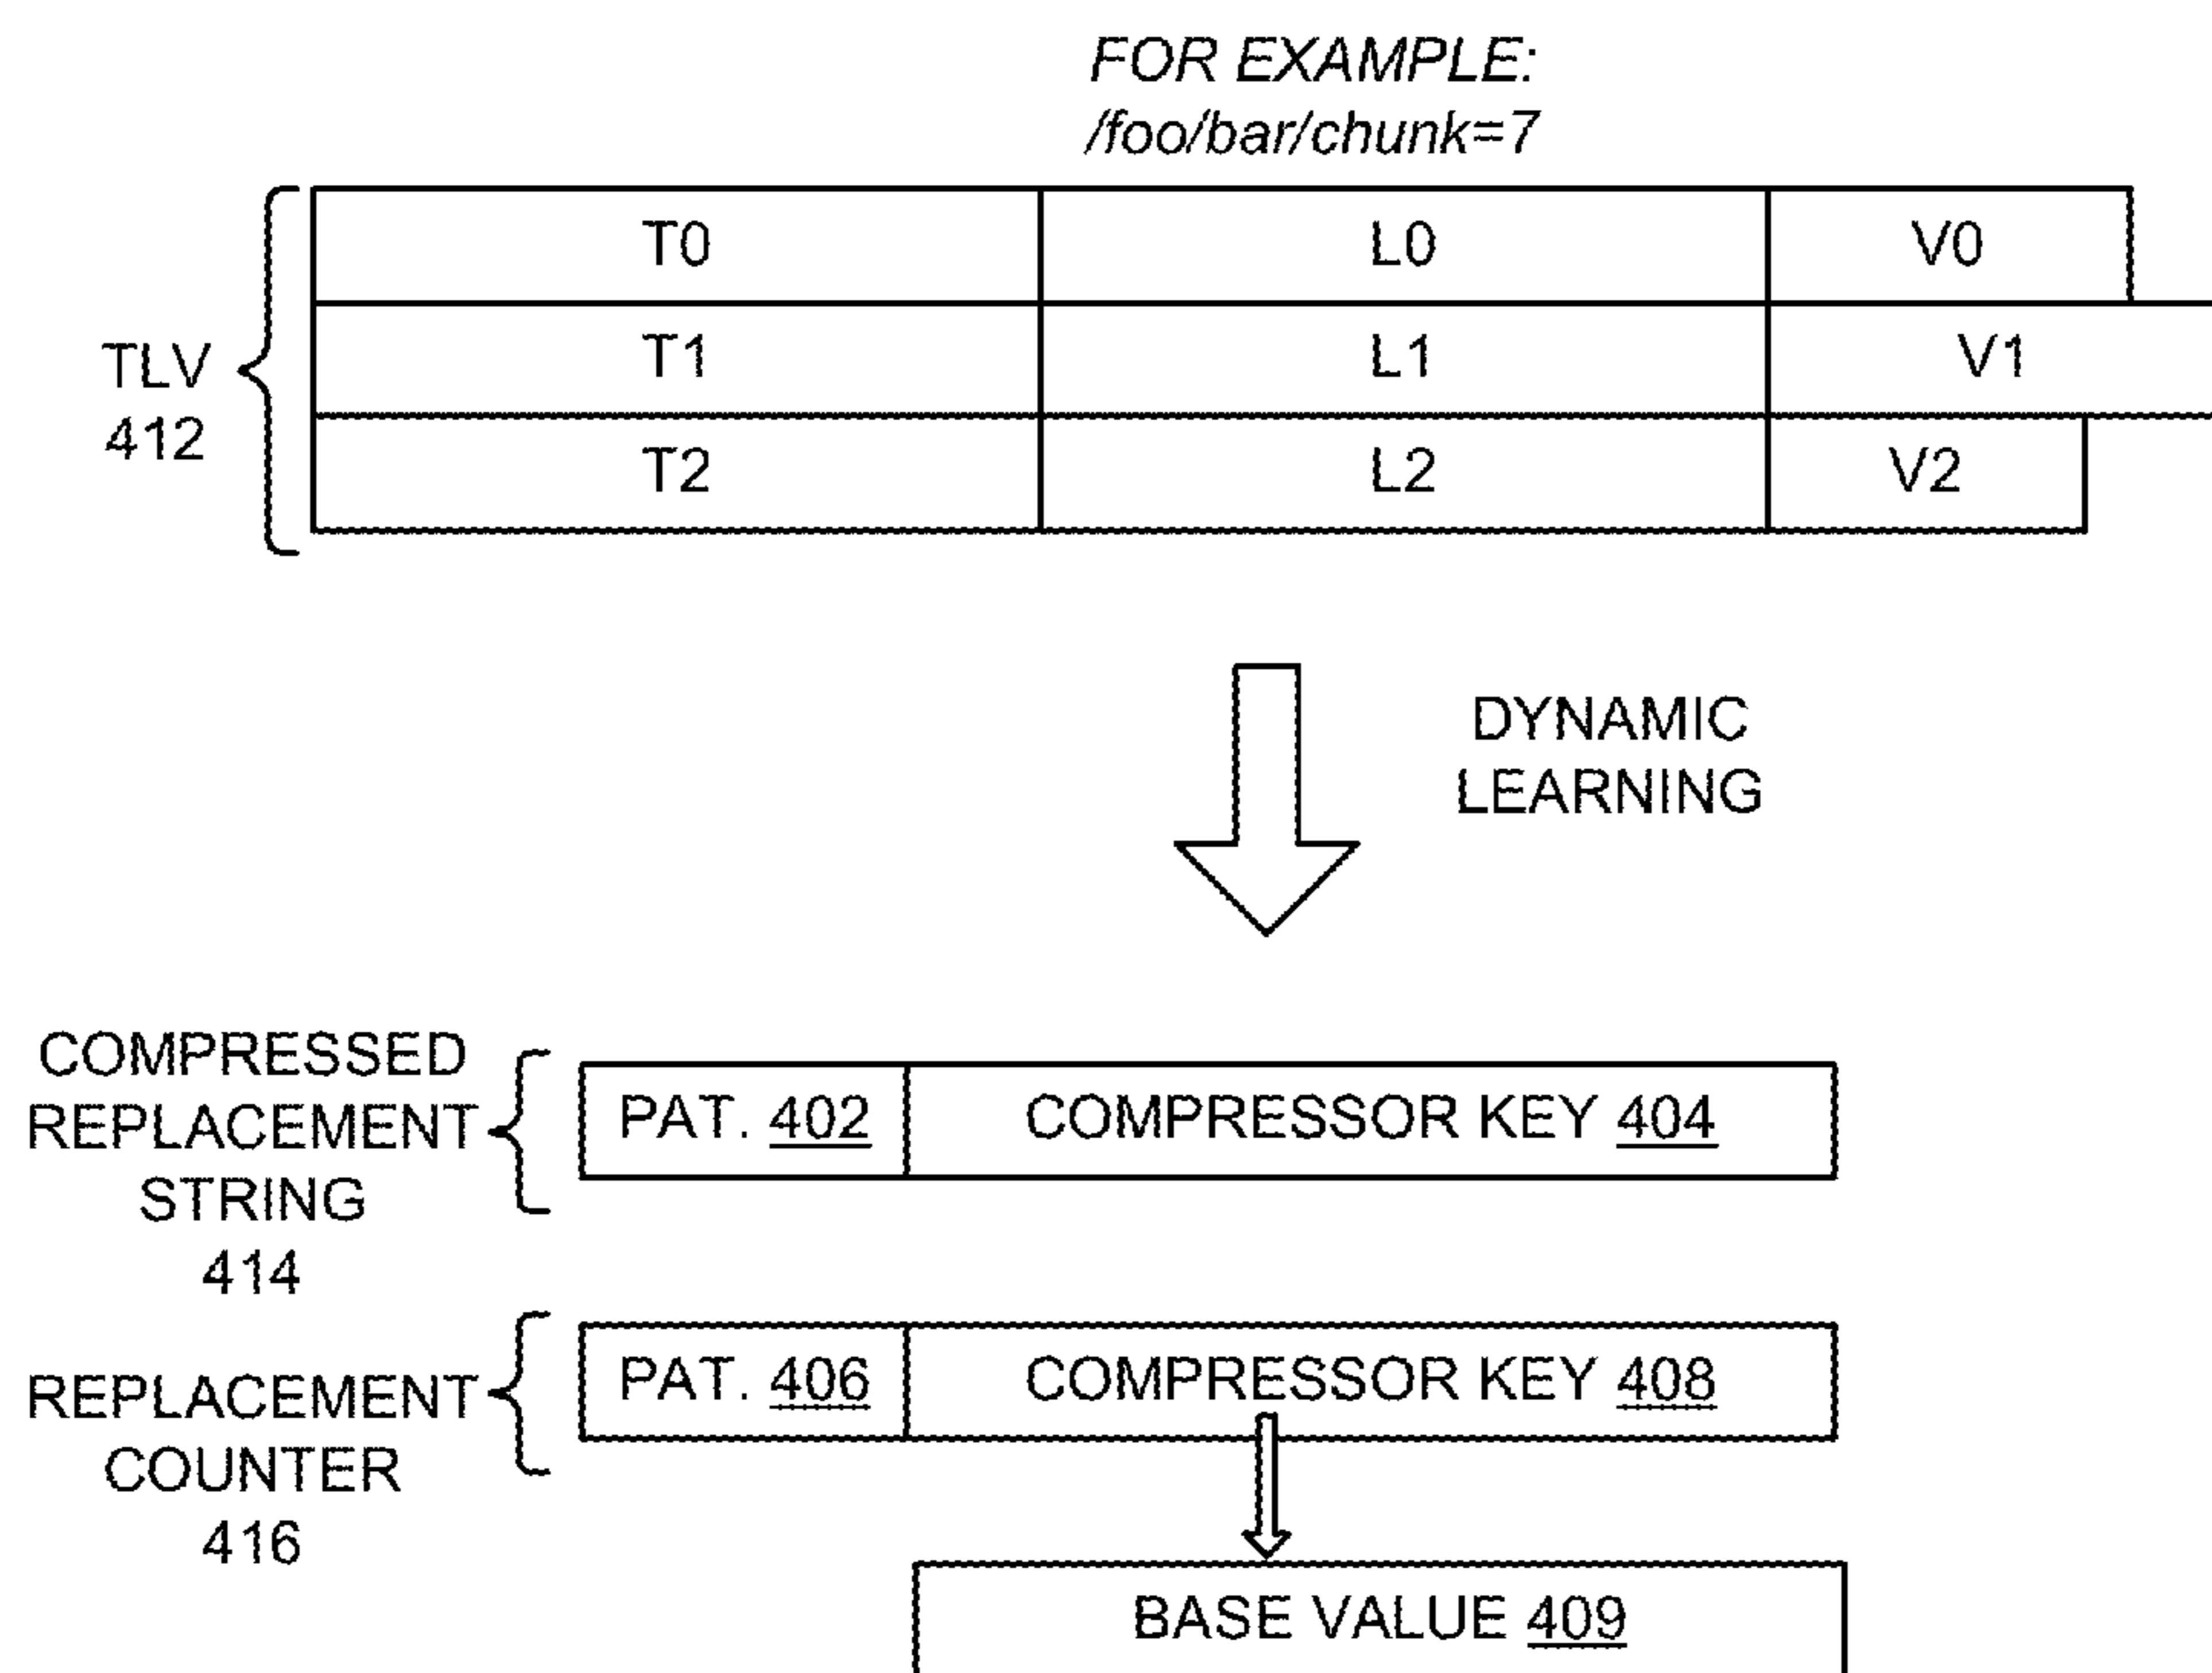 FOR EXAMPLE:
/foo/bar/chunk=7
T0 L0 V0
TLV
412
T1 L1 V1
T2 L2 V2
DYNAMIC
LEARNING
COMPRESSED
REPLACEMENT
STRING
414
PAT. 402 COMPRESSOR KEY 404
REPLACEMENT
COUNTER
416
PAT. 406 COMPRESSOR KEY 408
BASE VALUE 409